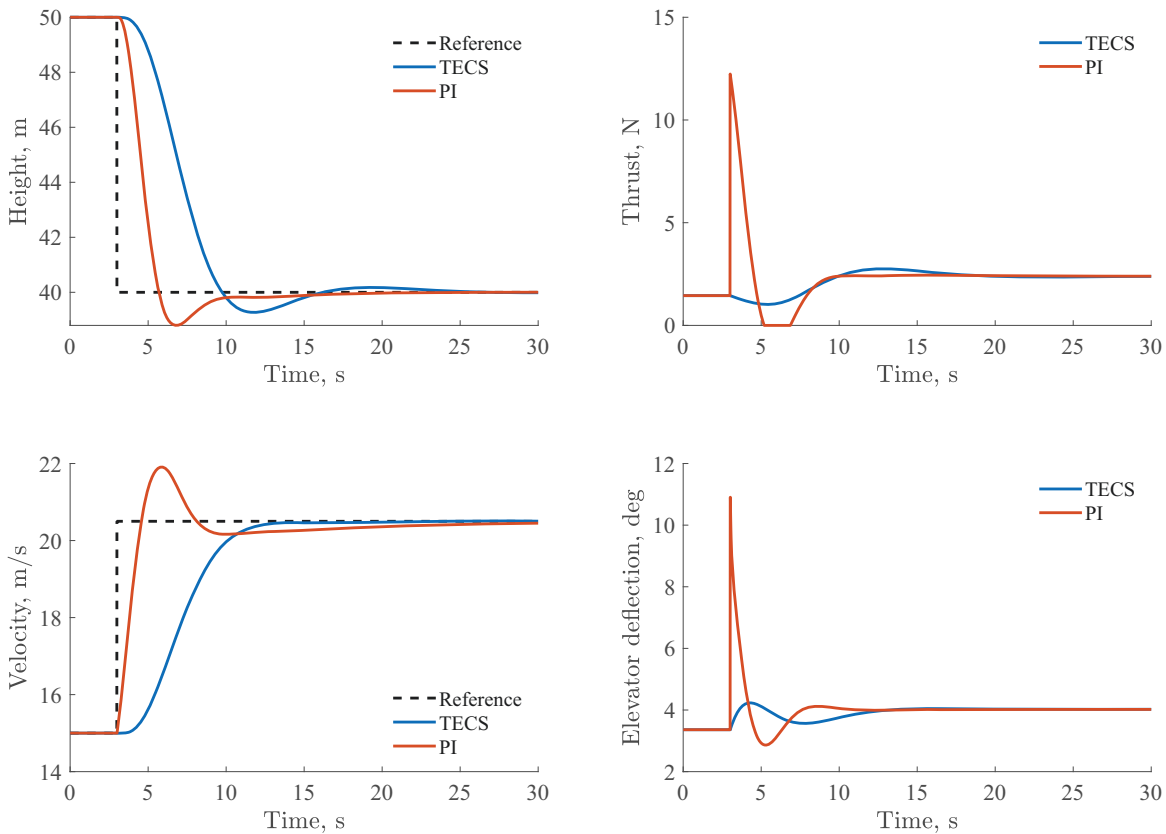 50
48
46
44
42
40
Height, m
0
5
10
15
20
25
30
Time, s
Reference
TECS
PI
15
10
5
0
Thrust, N
0
5
10
15
20
25
30
Time, s
TECS
PI
22
20
18
16
14
Velocity, m/s
0
5
10
15
20
25
30
Time, s
Reference
TECS
PI
12
10
8
6
4
2
Elevator deflection, deg
0
5
10
15
20
25
30
Time, s
TECS
PI